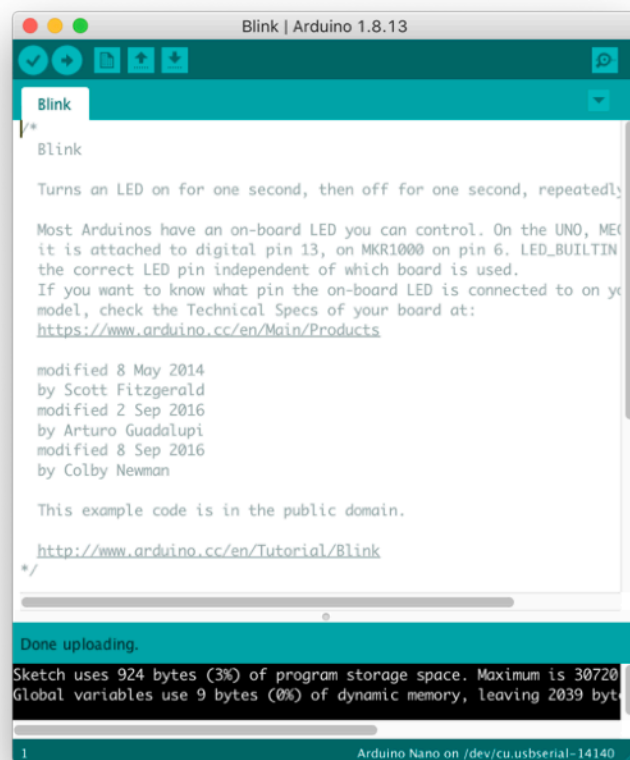 Blink | Arduino 1.8.13
Blink
/*
Blink
Turns an LED on for one second, then off for one second, repeatedly
Most Arduinos have an on-board LED you can control. On the UNO, MEG
it is attached to digital pin 13, on MKR1000 on pin 6. LED_BUILTIN
the correct LED pin independent of which board is used.
If you want to know what pin the on-board LED is connected to on yo
model, check the Technical Specs of your board at:
https://www.arduino.cc/en/Main/Products
modified 8 May 2014
by Scott Fitzgerald
modified 2 Sep 2016
by Arturo Guadalupi
modified 8 Sep 2016
by Colby Newman
This example code is in the public domain.
http://www.arduino.cc/en/Tutorial/Blink
*/
Done uploading.
Sketch uses 924 bytes (3%) of program storage space. Maximum is 30720
Global variables use 9 bytes (0%) of dynamic memory, leaving 2039 byt
1
Arduino Nano on /dev/cu.usbserial-14140